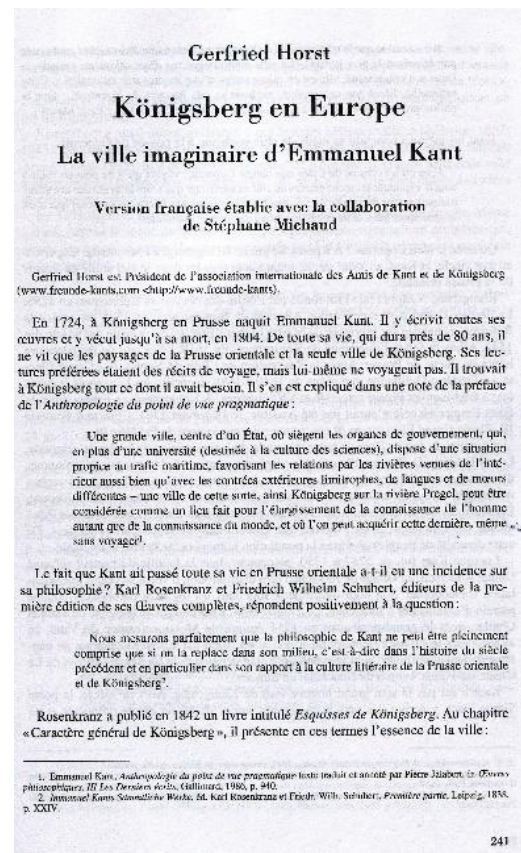 Gerfried Horst
Königsberg en Europe
La ville imaginaire d'Emmanuel Kant
Version française établie avec la collaboration
de Stéphane Michaud
Gerfried Horst est Président de l'association internationale des Amis de Kant et de Königsberg
(www.freunde-kants.com <http://www.freunde-kants).
En 1724, à Königsberg en Prusse naquit Emmanuel Kant. Il y écrivit toutes ses
œuvres et y vécut jusqu'à sa mort, en 1804. De toute sa vie, qui dura près de 80 ans, il
ne vit que les paysages de la Prusse orientale et la seule ville de Königsberg. Ses lec-
tures préférées étaient des récits de voyage, mais lui-même ne voyageait pas. Il trouvait
à Königsberg tout ce dont il avait besoin. Il s'en est expliqué dans une note de la préface
de l'Anthropologie du point de vue pragmatique :
Une grande ville, centre d'un État, où siègent les organes de gouvernement, qui,
en plus d'une université (destinée à la culture des sciences), dispose d'une situation
propice au trafic maritime, favorisant les relations par les rivières venues de l'inté-
rieur aussi bien qu'avec les contrées extérieures limitrophes, de langues et de mœurs
différentes – une ville de cette sorte, ainsi Königsberg sur la rivière Pregel, peut être
considérée comme un lieu fait pour l'élargissement de la connaissance de l'homme
autant que de la connaissance du monde, et où l'on peut acquérir cette dernière, même
sans voyager¹.
Le fait que Kant ait passé toute sa vie en Prusse orientale a-t-il eu une incidence sur
sa philosophie ? Karl Rosenkranz et Friedrich Wilhelm Schubert, éditeurs de la pre-
mière édition de ses Œuvres complètes, répondent positivement à la question :
Nous mesurons parfaitement que la philosophie de Kant ne peut être pleinement
comprise que si on la replace dans son milieu, c'est-à-dire dans l'histoire du siècle
précédent et en particulier dans son rapport à la culture littéraire de la Prusse orientale
et de Königsberg².
Rosenkranz a publié en 1842 un livre intitulé Esquisses de Königsberg. Au chapitre
« Caractère général de Königsberg », il présente en ces termes l'essence de la ville :
1. Emmanuel Kant, Anthropologie du point de vue pragmatique texte traduit et annoté par Pierre Jalabert, in Œuvres
philosophiques, III Les Derniers écrits, Gallimard, 1986, p. 940.
2. Immanuel Kants Sämmtliche Werke, éd. Karl Rosenkranz et Friedr. Wilh. Schubert, Première partie, Leipzig, 1838,
p. XXIV.
241